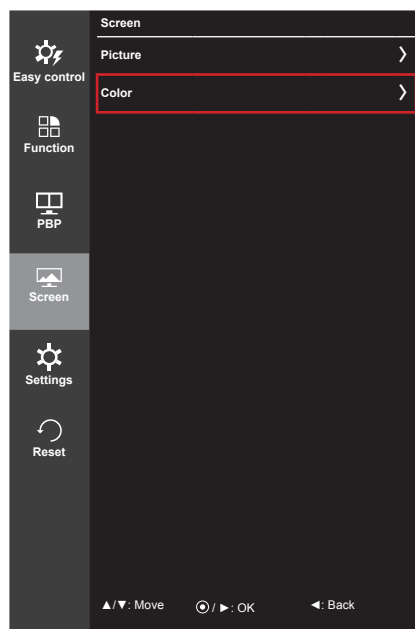 Screen
Picture
Color
Easy control
Function
PBP
Screen
Settings
Reset
▲/▼: Move ⦿ / ►: OK ◄: Back